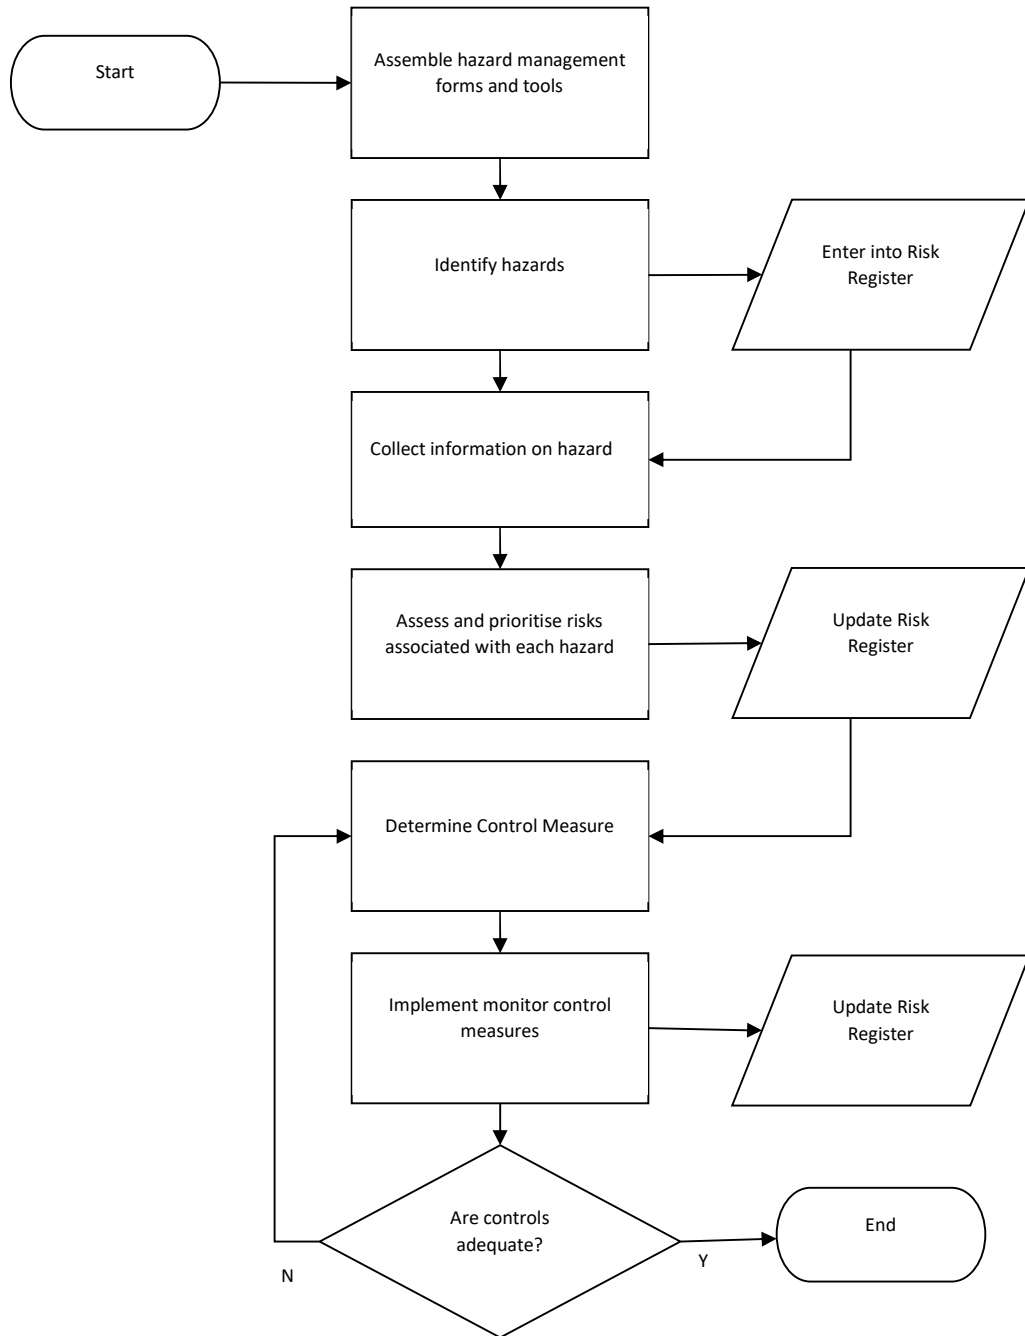 Start
Assemble hazard management
forms and tools
Identify hazards
Enter into Risk
Register
Collect information on hazard
Assess and prioritise risks
associated with each hazard
Update Risk
Register
Determine Control Measure
Implement monitor control
measures
Update Risk
Register
Are controls
adequate?
N
Y
End